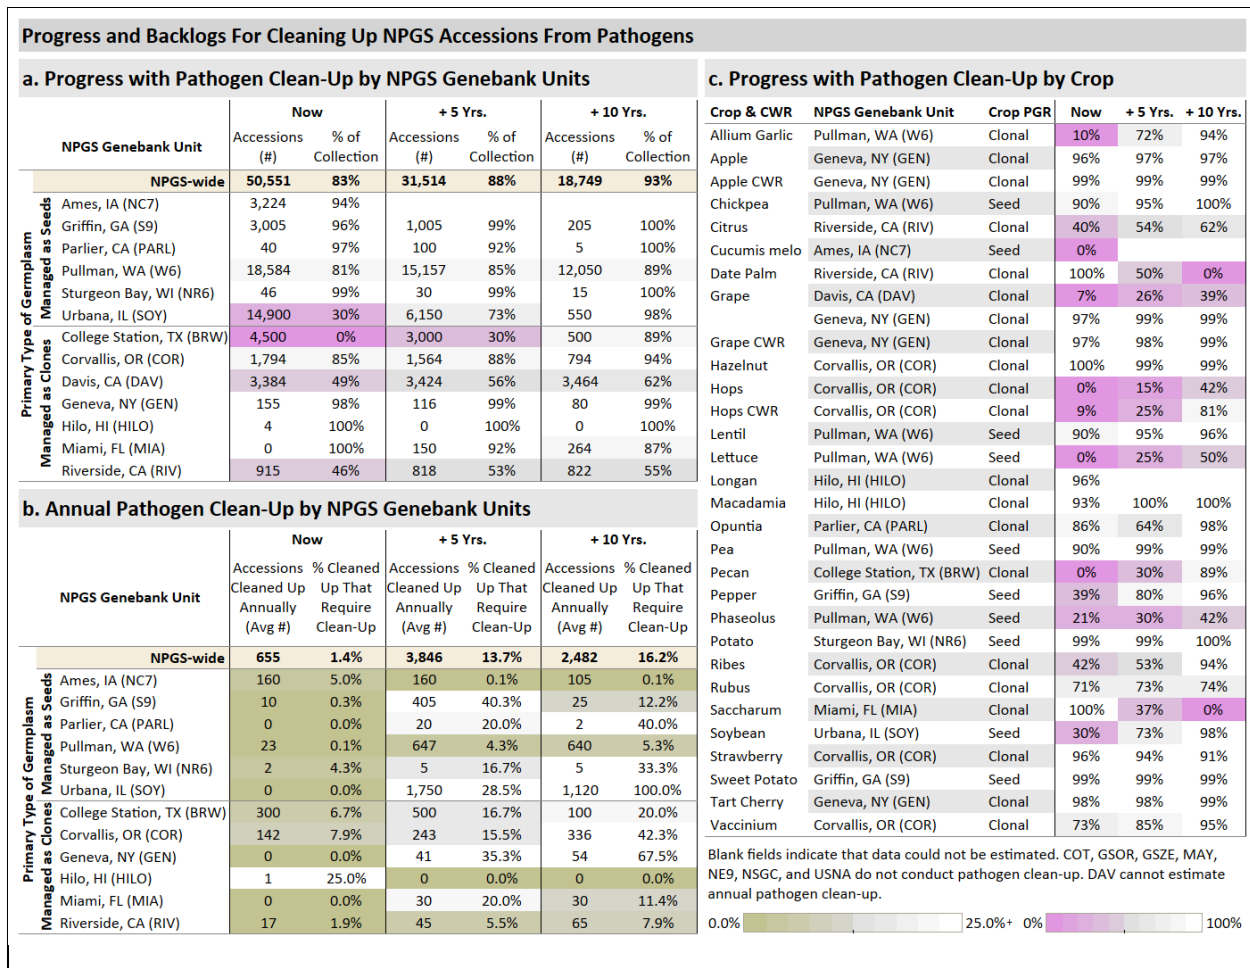 Progress and Backlogs For Cleaning Up NPGS Accessions From Pathogens
a. Progress with Pathogen Clean-Up by NPGS Genebank Units
Now + 5 Yrs. + 10 Yrs.
NPGS Genebank Unit Accessions (#) % of Collection Accessions (#) % of Collection Accessions (#) % of Collection
NPGS-wide 50,551 83% 31,514 88% 18,749 93%
Primary Type of Germplasm
Managed as Seeds
Ames, IA (NC7) 3,224 94%
Griffin, GA (S9) 3,005 96% 1,005 99% 205 100%
Parlier, CA (PARL) 40 97% 100 92% 5 100%
Pullman, WA (W6) 18,584 81% 15,157 85% 12,050 89%
Sturgeon Bay, WI (NR6) 46 99% 30 99% 15 100%
Urbana, IL (SOY) 14,900 30% 6,150 73% 550 98%
Managed as Clones
College Station, TX (BRW) 4,500 0% 3,000 30% 500 89%
Corvallis, OR (COR) 1,794 85% 1,564 88% 794 94%
Davis, CA (DAV) 3,384 49% 3,424 56% 3,464 62%
Geneva, NY (GEN) 155 98% 116 99% 80 99%
Hilo, HI (HILO) 4 100% 0 100% 0 100%
Miami, FL (MIA) 0 100% 150 92% 264 87%
Riverside, CA (RIV) 915 46% 818 53% 822 55%
b. Annual Pathogen Clean-Up by NPGS Genebank Units
Now + 5 Yrs. + 10 Yrs.
NPGS Genebank Unit Accessions Cleaned Up Annually (Avg #) % Cleaned Up That Require Clean-Up Accessions Cleaned Up Annually (Avg #) % Cleaned Up That Require Clean-Up Accessions Cleaned Up Annually (Avg #) % Cleaned Up That Require Clean-Up
NPGS-wide 655 1.4% 3,846 13.7% 2,482 16.2%
Primary Type of Germplasm
Managed as Seeds
Ames, IA (NC7) 160 5.0% 160 0.1% 105 0.1%
Griffin, GA (S9) 10 0.3% 405 40.3% 25 12.2%
Parlier, CA (PARL) 0 0.0% 20 20.0% 2 40.0%
Pullman, WA (W6) 23 0.1% 647 4.3% 640 5.3%
Sturgeon Bay, WI (NR6) 2 4.3% 5 16.7% 5 33.3%
Urbana, IL (SOY) 0 0.0% 1,750 28.5% 1,120 100.0%
Managed as Clones
College Station, TX (BRW) 300 6.7% 500 16.7% 100 20.0%
Corvallis, OR (COR) 142 7.9% 243 15.5% 336 42.3%
Geneva, NY (GEN) 0 0.0% 41 35.3% 54 67.5%
Hilo, HI (HILO) 1 25.0% 0 0.0% 0 0.0%
Miami, FL (MIA) 0 0.0% 30 20.0% 30 11.4%
Riverside, CA (RIV) 17 1.9% 45 5.5% 65 7.9%
c. Progress with Pathogen Clean-Up by Crop
Crop & CWR NPGS Genebank Unit Crop PGR Now + 5 Yrs. + 10 Yrs.
Allium Garlic Pullman, WA (W6) Clonal 10% 72% 94%
Apple Geneva, NY (GEN) Clonal 96% 97% 97%
Apple CWR Geneva, NY (GEN) Clonal 99% 99% 99%
Chickpea Pullman, WA (W6) Seed 90% 95% 100%
Citrus Riverside, CA (RIV) Clonal 40% 54% 62%
Cucumis melo Ames, IA (NC7) Seed 0%
Date Palm Riverside, CA (RIV) Clonal 100% 50% 0%
Grape Davis, CA (DAV) Clonal 7% 26% 39%
Geneva, NY (GEN) Clonal 97% 99% 99%
Grape CWR Geneva, NY (GEN) Clonal 97% 98% 99%
Hazelnut Corvallis, OR (COR) Clonal 100% 99% 99%
Hops Corvallis, OR (COR) Clonal 0% 15% 42%
Hops CWR Corvallis, OR (COR) Clonal 9% 25% 81%
Lentil Pullman, WA (W6) Seed 90% 95% 96%
Lettuce Pullman, WA (W6) Seed 0% 25% 50%
Longan Hilo, HI (HILO) Clonal 96%
Macadamia Hilo, HI (HILO) Clonal 93% 100% 100%
Opuntia Parlier, CA (PARL) Clonal 86% 64% 98%
Pea Pullman, WA (W6) Seed 90% 99% 99%
Pecan College Station, TX (BRW) Clonal 0% 30% 89%
Pepper Griffin, GA (S9) Seed 39% 80% 96%
Phaseolus Pullman, WA (W6) Seed 21% 30% 42%
Potato Sturgeon Bay, WI (NR6) Seed 99% 99% 100%
Ribes Corvallis, OR (COR) Clonal 42% 53% 94%
Rubus Corvallis, OR (COR) Clonal 71% 73% 74%
Saccharum Miami, FL (MIA) Clonal 100% 37% 0%
Soybean Urbana, IL (SOY) Seed 30% 73% 98%
Strawberry Corvallis, OR (COR) Clonal 96% 94% 91%
Sweet Potato Griffin, GA (S9) Seed 99% 99% 99%
Tart Cherry Geneva, NY (GEN) Clonal 98% 98% 99%
Vaccinium Corvallis, OR (COR) Clonal 73% 85% 95%
Blank fields indicate that data could not be estimated. COT, GSOR, GSZE, MAY,
NE9, NSGC, and USNA do not conduct pathogen clean-up. DAV cannot estimate
annual pathogen clean-up.
0.0% 25.0%+ 0% 100%